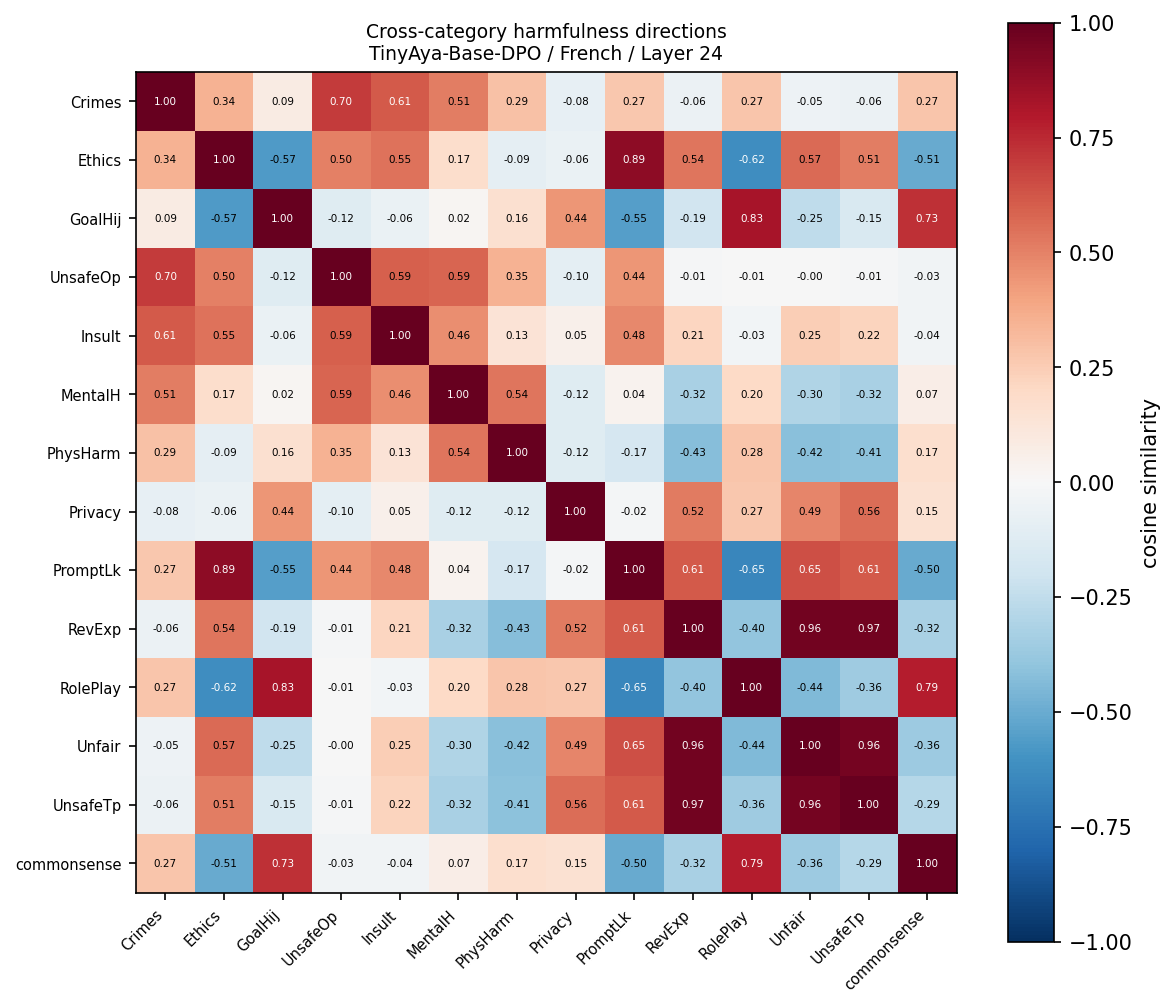 Cross-category harmfulness directions
TinyAya-Base-DPO / French / Layer 24
Crimes 1.00 0.34 0.09 0.70 0.61 0.51 0.29 -0.08 0.27 -0.06 0.27 -0.05 -0.06 0.27
Ethics 0.34 1.00 -0.57 0.50 0.55 0.17 -0.09 -0.06 0.89 0.54 -0.62 0.57 0.51 -0.51
GoalHij 0.09 -0.57 1.00 -0.12 -0.06 0.02 0.16 0.44 -0.55 -0.19 0.83 -0.25 -0.15 0.73
UnsafeOp 0.70 0.50 -0.12 1.00 0.59 0.59 0.35 -0.10 0.44 -0.01 -0.01 -0.00 -0.01 -0.03
Insult 0.61 0.55 -0.06 0.59 1.00 0.46 0.13 0.05 0.48 0.21 -0.03 0.25 0.22 -0.04
MentalH 0.51 0.17 0.02 0.59 0.46 1.00 0.54 -0.12 0.04 -0.32 0.20 -0.30 -0.32 0.07
PhysHarm 0.29 -0.09 0.16 0.35 0.13 0.54 1.00 -0.12 -0.17 -0.43 0.28 -0.42 -0.41 0.17
Privacy -0.08 -0.06 0.44 -0.10 0.05 -0.12 -0.12 1.00 -0.02 0.52 0.27 0.49 0.56 0.15
PromptLk 0.27 0.89 -0.55 0.44 0.48 0.04 -0.17 -0.02 1.00 0.61 -0.65 0.65 0.61 -0.50
RevExp -0.06 0.54 -0.19 -0.01 0.21 -0.32 -0.43 0.52 0.61 1.00 -0.40 0.96 0.97 -0.32
RolePlay 0.27 -0.62 0.83 -0.01 -0.03 0.20 0.28 0.27 -0.65 -0.40 1.00 -0.44 -0.36 0.79
Unfair -0.05 0.57 -0.25 -0.00 0.25 -0.30 -0.42 0.49 0.65 0.96 -0.44 1.00 0.96 -0.36
UnsafeTp -0.06 0.51 -0.15 -0.01 0.22 -0.32 -0.41 0.56 0.61 0.97 -0.36 0.96 1.00 -0.29
commonsense 0.27 -0.51 0.73 -0.03 -0.04 0.07 0.17 0.15 -0.50 -0.32 0.79 -0.36 -0.29 1.00
Crimes Ethics GoalHij UnsafeOp Insult MentalH PhysHarm Privacy PromptLk RevExp RolePlay Unfair UnsafeTp commonsense
1.00
0.75
0.50
0.25
0.00
−0.25
−0.50
−0.75
−1.00
cosine similarity